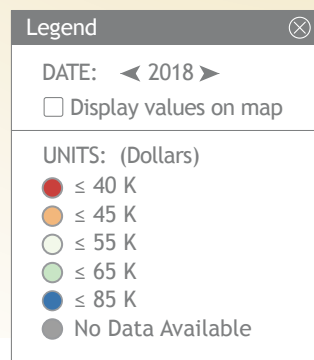 Legend
DATE: 2018
Display values on map
UNITS: (Dollars)
≤ 40 K
≤ 45 K
≤ 55 K
≤ 65 K
≤ 85 K
No Data Available